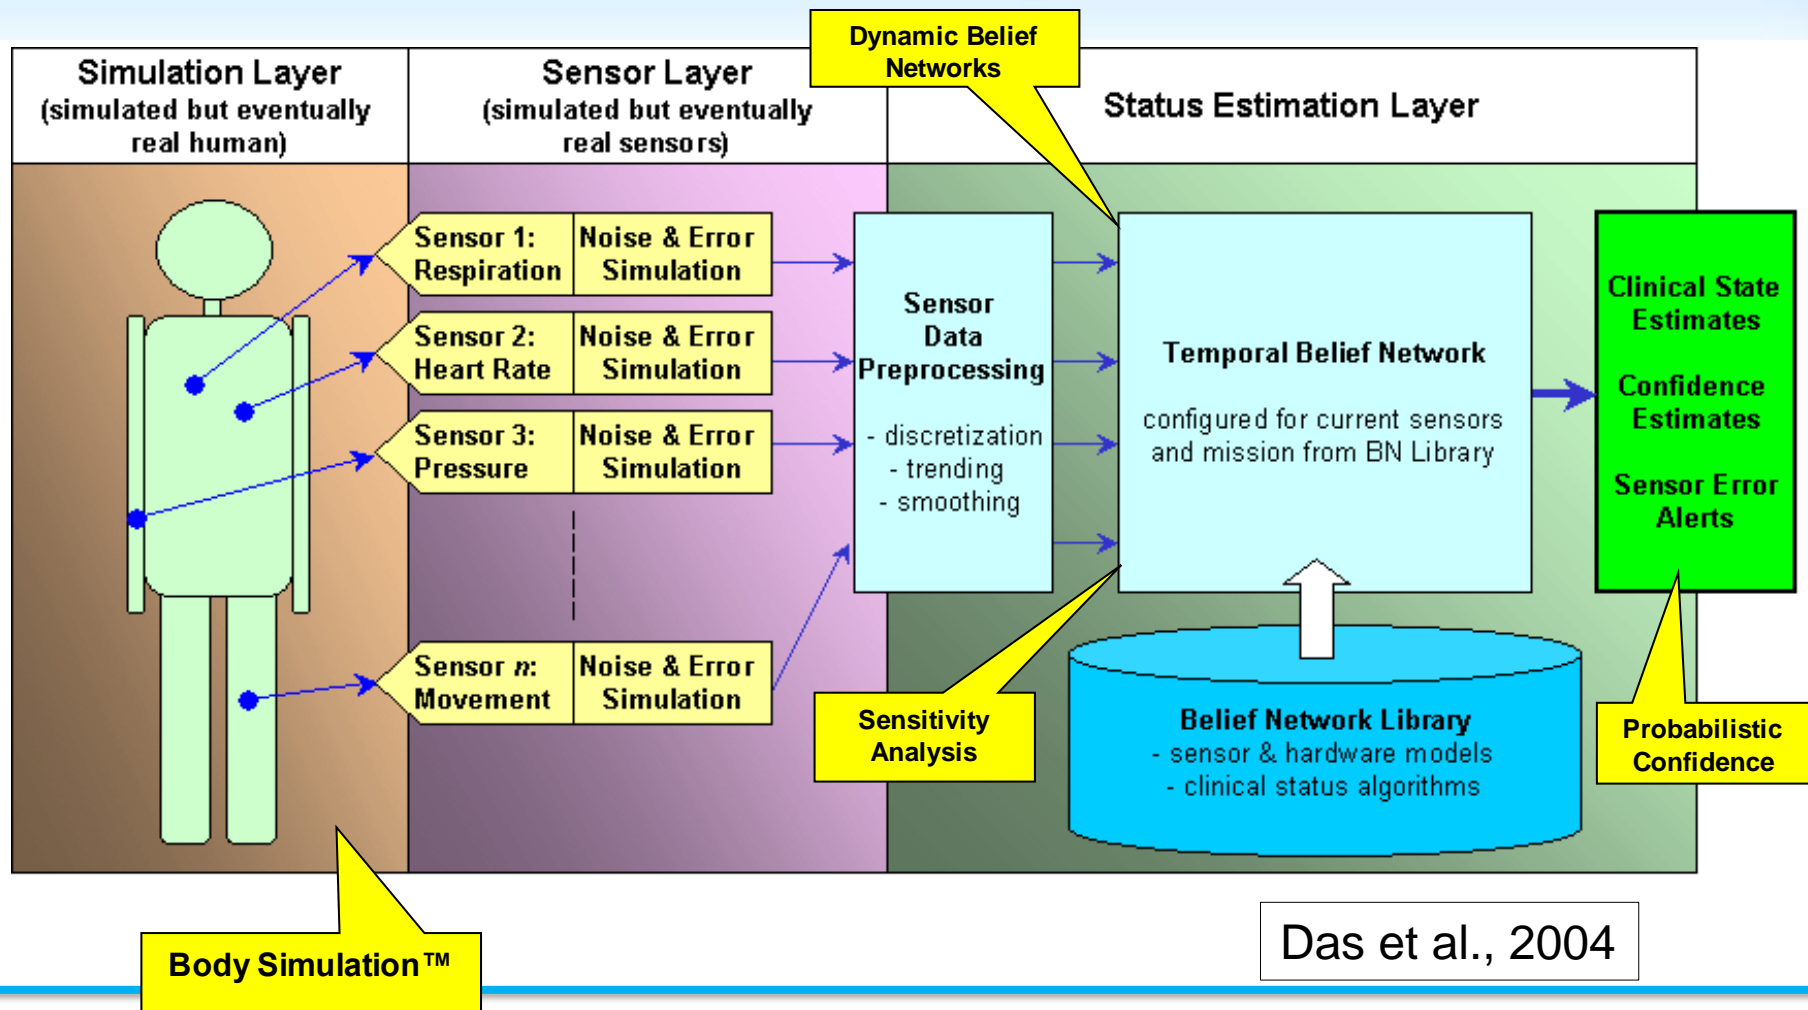 Dynamic Belief
Networks
Simulation Layer
(simulated but eventually
real human)
Sensor Layer
(simulated but eventually
real sensors)
Status Estimation Layer
Sensor 1:
Respiration
Noise & Error
Simulation
Sensor 2:
Heart Rate
Noise & Error
Simulation
Sensor 3:
Pressure
Noise & Error
Simulation
Sensor n:
Movement
Noise & Error
Simulation
Sensor
Data
Preprocessing
- discretization
- trending
- smoothing
Temporal Belief Network
configured for current sensors
and mission from BN Library
Clinical State
Estimates
Confidence
Estimates
Sensor Error
Alerts
Sensitivity
Analysis
Belief Network Library
- sensor & hardware models
- clinical status algorithms
Probabilistic
Confidence
Body Simulation™
Das et al., 2004